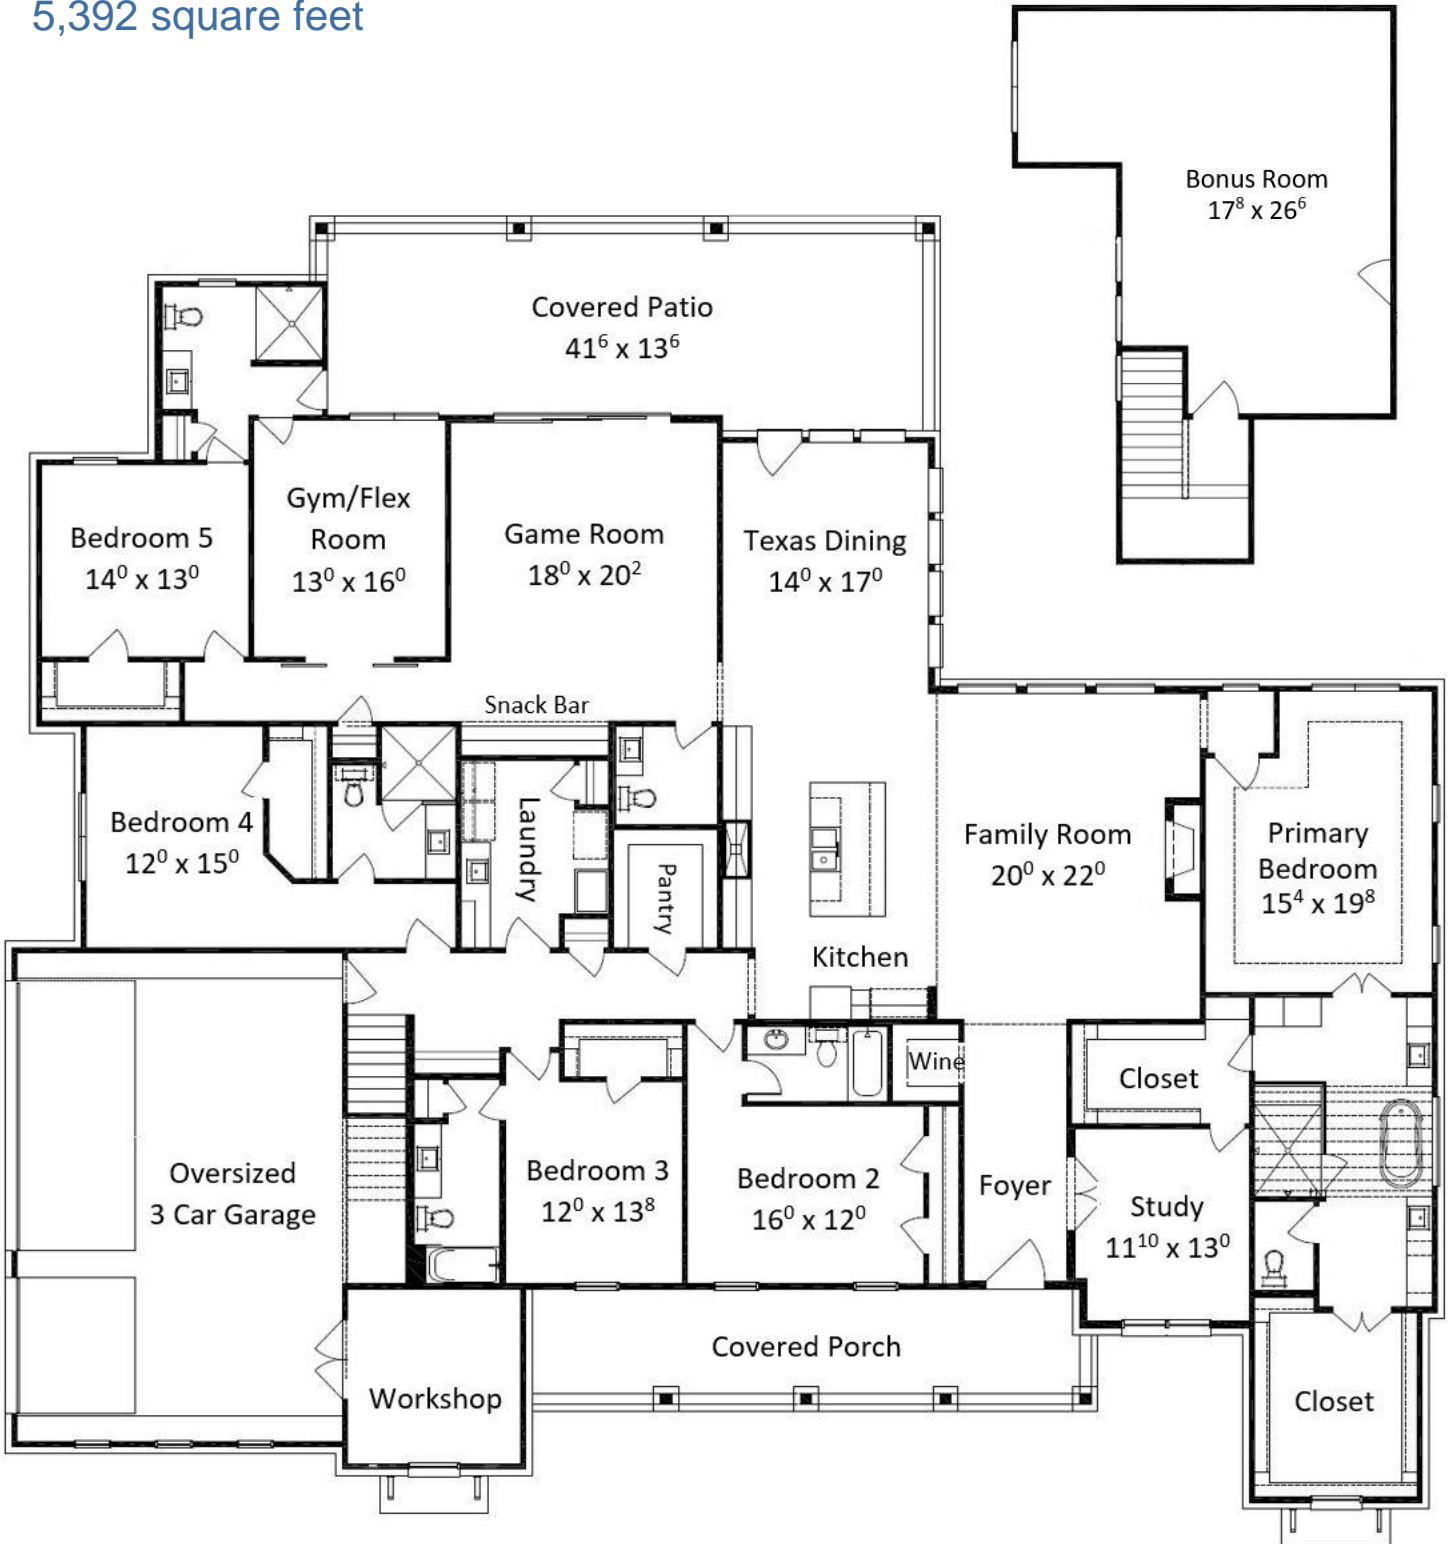 5,392 square feet
Bonus Room
17⁸ x 26⁶
Covered Patio
41⁶ x 13⁶
Bedroom 5
14⁰ x 13⁰
Gym/Flex
Room
13⁰ x 16⁰
Game Room
18⁰ x 20²
Texas Dining
14⁰ x 17⁰
Snack Bar
Bedroom 4
12⁰ x 15⁰
Laundry
Pantry
Kitchen
Family Room
20⁰ x 22⁰
Primary
Bedroom
15⁴ x 19⁸
Wine
Closet
Oversized
3 Car Garage
Bedroom 3
12⁰ x 13⁸
Bedroom 2
16⁰ x 12⁰
Foyer
Study
11¹⁰ x 13⁰
Covered Porch
Workshop
Closet